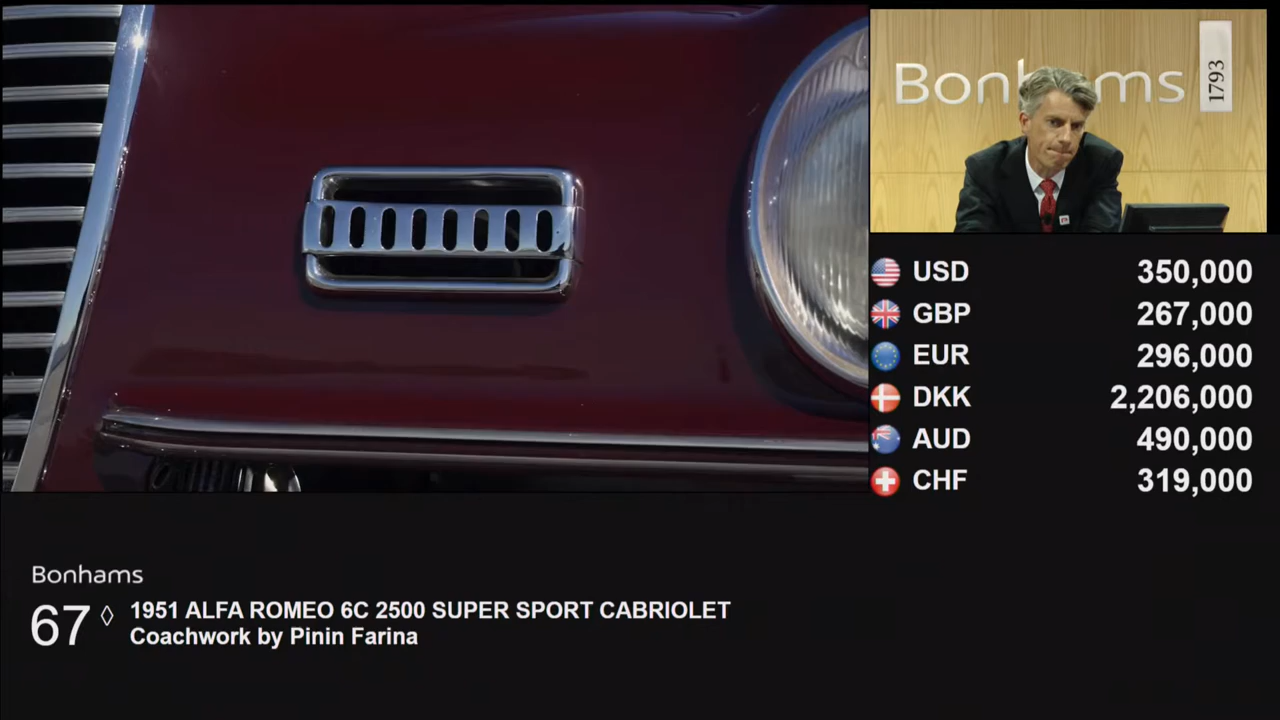 Bonhams
1793
USD 350,000
GBP 267,000
EUR 296,000
DKK 2,206,000
AUD 490,000
CHF 319,000
Bonhams
67 ◊ 1951 ALFA ROMEO 6C 2500 SUPER SPORT CABRIOLET
Coachwork by Pinin Farina